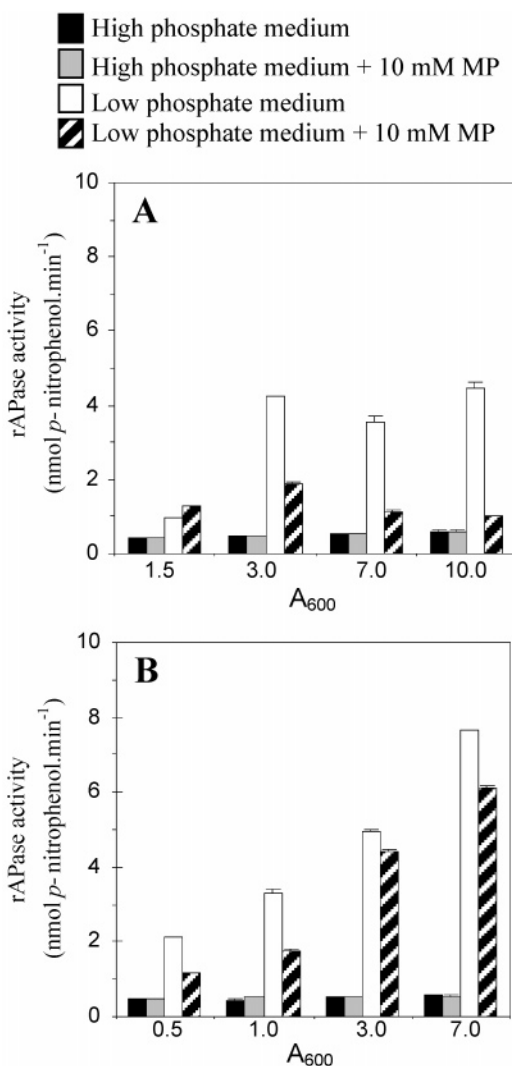 High phosphate medium
High phosphate medium + 10 mM MP
Low phosphate medium
Low phosphate medium + 10 mM MP
A
rAPase activity
(nmol p- nitrophenol.min-1)
10
8
6
4
2
0
1.5 3.0 7.0 10.0
A600
B
rAPase activity
(nmol p- nitrophenol.min-1)
10
8
6
4
2
0
0.5 1.0 3.0 7.0
A600